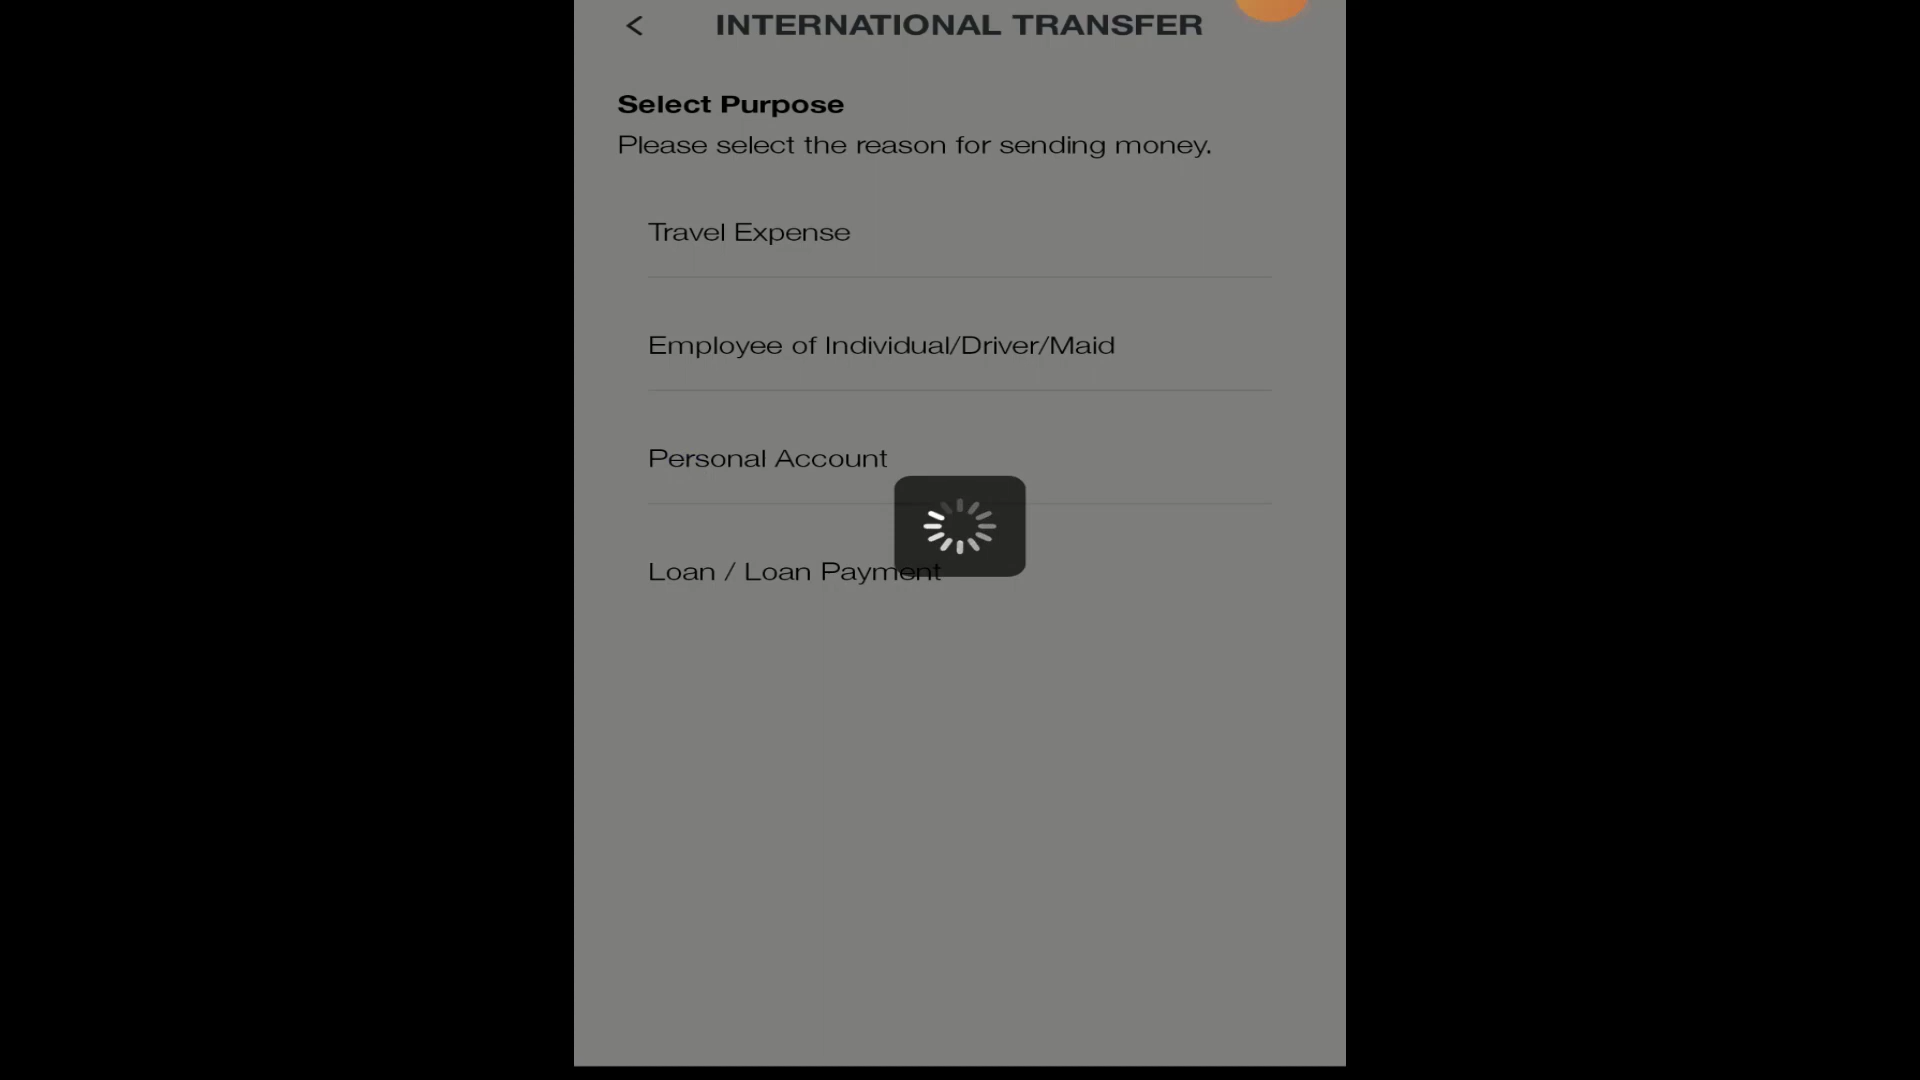 INTERNATIONAL TRANSFER
Select Purpose
Please select the reason for sending money.
Travel Expense
Employee of Individual/Driver/Maid
Personal Account
Loan / Loan Payment